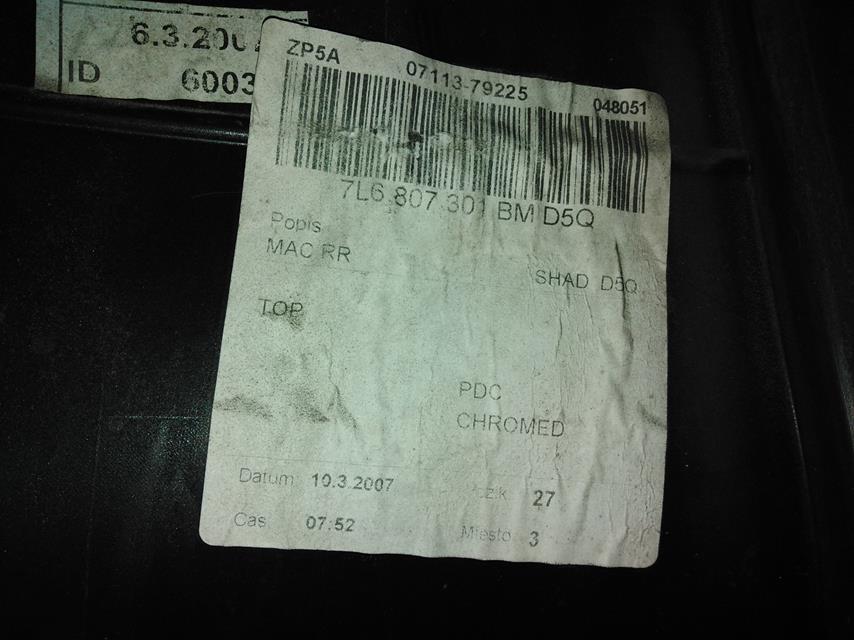 6.3.200
ID 6003
ZP5A 07113-79225 048051
7L6 807 301 BM D5Q
Popis
MAC RR
SHAD D5Q
TOP
PDC
CHROMED
Datum 10.3.2007
27
Cas 07:52
Miesto 3